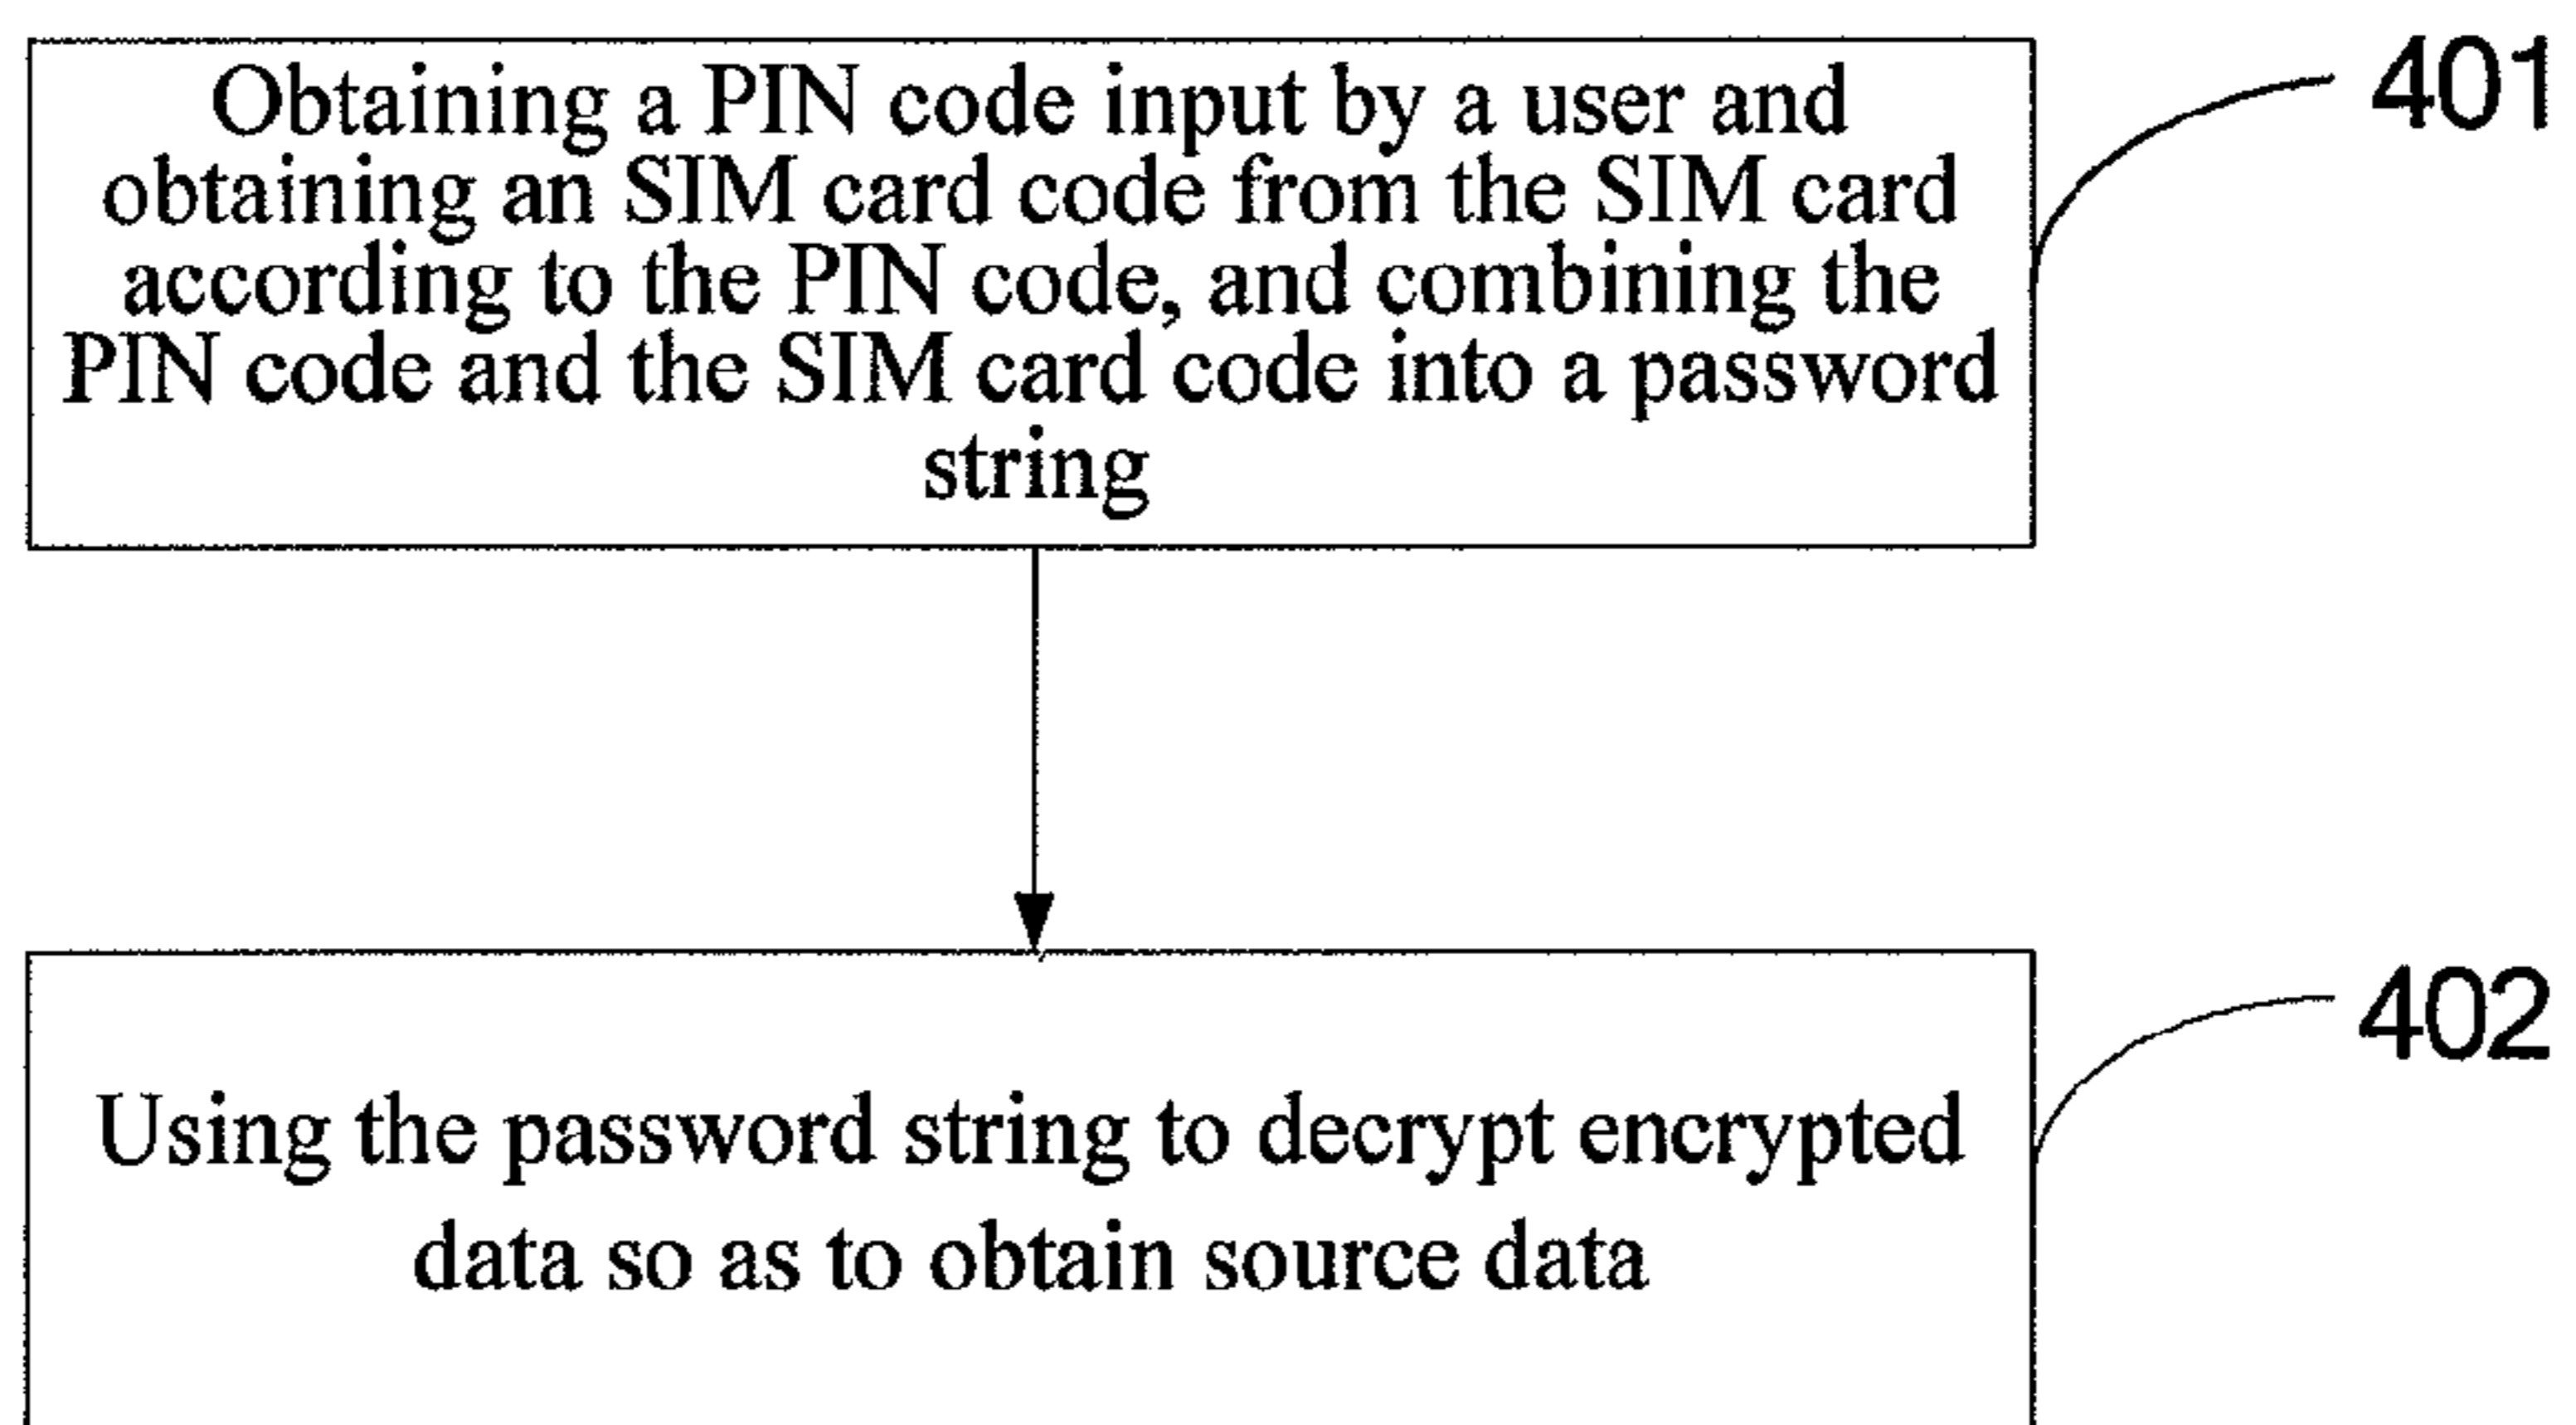 Obtaining a PIN code input by a user and
obtaining an SIM card code from the SIM card
according to the PIN code, and combining the
PIN code and the SIM card code into a password
string
401
Using the password string to decrypt encrypted
data so as to obtain source data
402